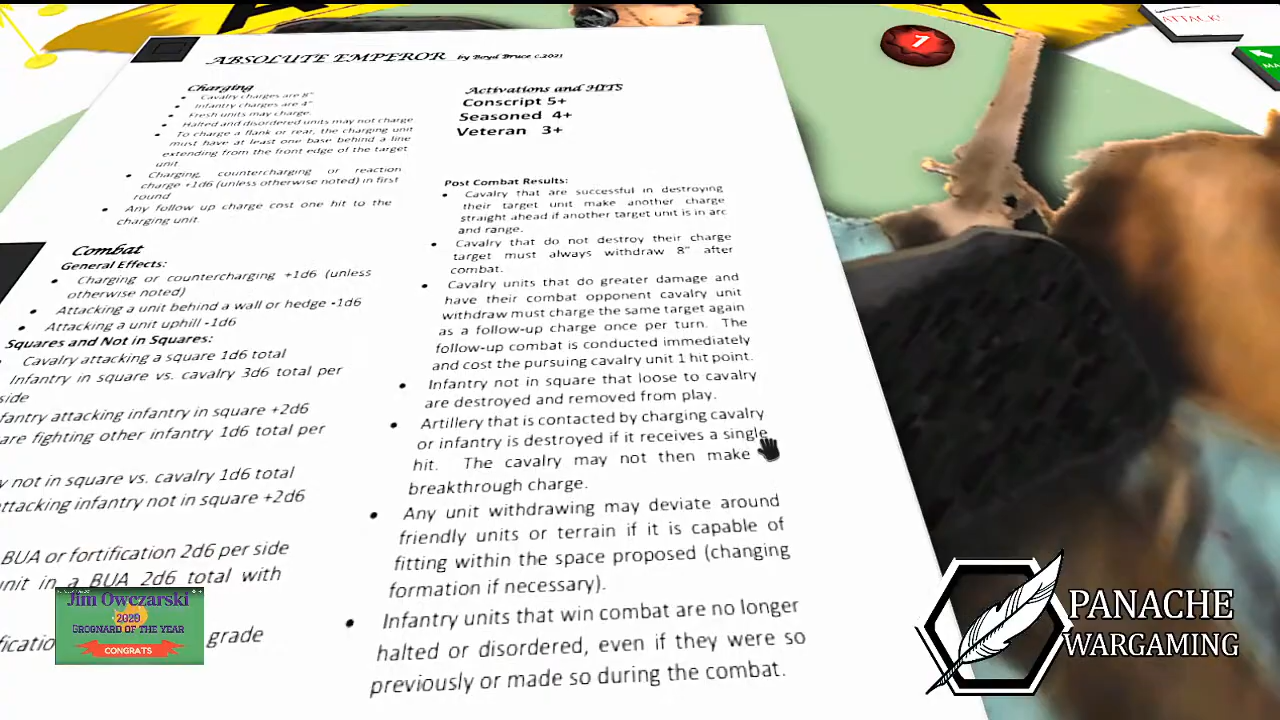 ABSOLUTE EMPEROR by Boyd Bruce c.2021
Charging
• Cavalry charges are 8"
• Infantry charges are 4"
• Fresh units may charge.
• Halted and disordered units may not charge
• To charge a flank or rear, the charging unit
must have at least one base behind a line
extending from the front edge of the target
unit.
• Charging, countercharging or reaction
charge +1d6 (unless otherwise noted) in first
round
• Any follow up charge cost one hit to the
charging unit.
Combat
General Effects:
• Charging or countercharging +1d6 (unless
otherwise noted)
• Attacking a unit behind a wall or hedge -1d6
• Attacking a unit uphill -1d6
Squares and Not in Squares:
Cavalry attacking a square 1d6 total
Infantry in square vs. cavalry 3d6 total per
side
fantry attacking infantry in square +2d6
are fighting other infantry 1d6 total per
y not in square vs. cavalry 1d6 total
ttacking infantry not in square +2d6
BUA or fortification 2d6 per side
unit in a BUA 2d6 total with
ificatio grade
Activations and HITS
Conscript 5+
Seasoned 4+
Veteran 3+
Post Combat Results:
• Cavalry that are successful in destroying
their target unit make another charge
straight ahead if another target unit is in arc
and range.
• Cavalry that do not destroy their charge
target must always withdraw 8" after
combat.
• Cavalry units that do greater damage and
have their combat opponent cavalry unit
withdraw must charge the same target again
as a follow-up charge once per turn. The
follow-up combat is conducted immediately
and cost the pursuing cavalry unit 1 hit point.
• Infantry not in square that loose to cavalry
are destroyed and removed from play.
• Artillery that is contacted by charging cavalry
or infantry is destroyed if it receives a single
hit. The cavalry may not then make
breakthrough charge.
• Any unit withdrawing may deviate around
friendly units or terrain if it is capable of
fitting within the space proposed (changing
formation if necessary).
• Infantry units that win combat are no longer
halted or disordered, even if they were so
previously or made so during the combat.
1
ATTACK!
MA
Jim Owczarski
2020
GROGNARD OF THE YEAR
CONGRATS
PANACHE
WARGAMING